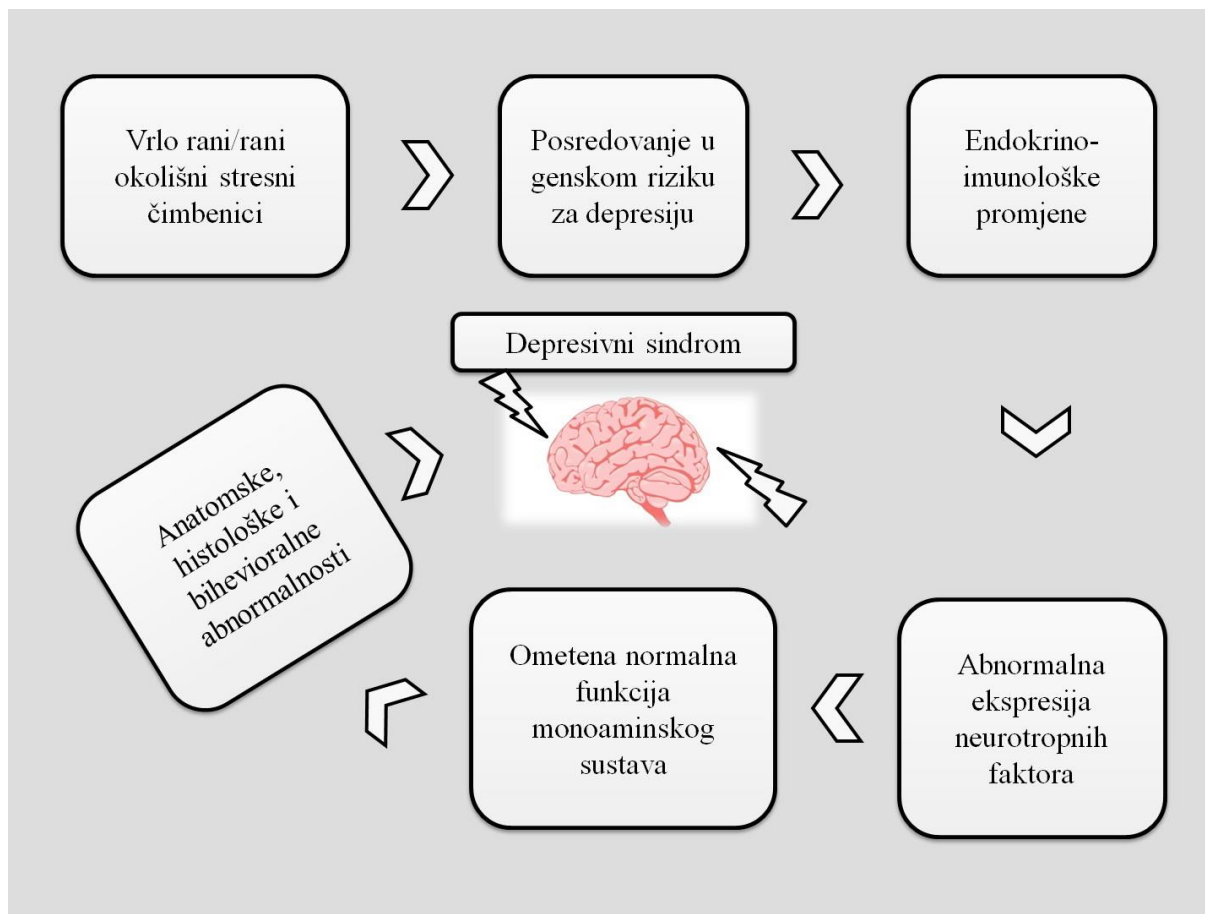 Vrlo rani/rani
okolišni stresni
čimbenici
Posredovanje u
genskom riziku
za depresiju
Endokrino-
imunološke
promjene
Depresivni sindrom
Anatomske,
histološke i
bihevioralne
abnormalnosti
Ometena normalna
funkcija
monoaminskog
sustava
Abnormalna
ekspresija
neurotropnih
faktora